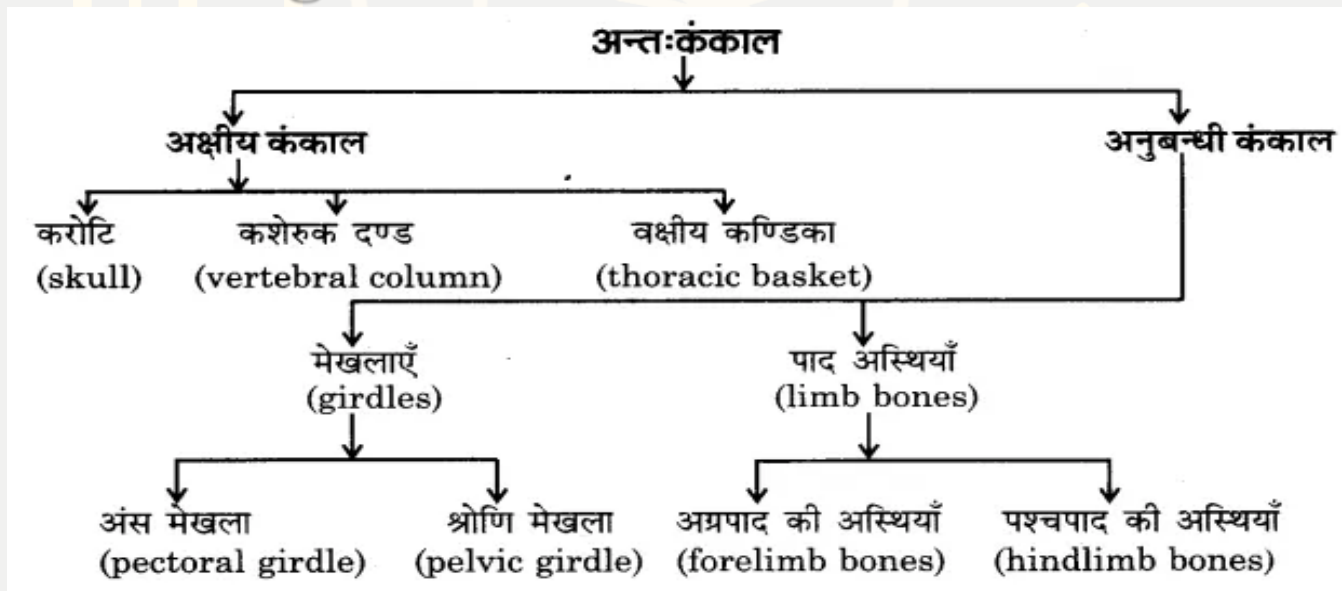 अन्तःकंकाल
अक्षीय कंकाल
अनुबन्धी कंकाल
करोटि
(skull)
कशेरुक दण्ड
(vertebral column)
वक्षीय कण्डिका
(thoracic basket)
मेखलाएँ
(girdles)
पाद अस्थियाँ
(limb bones)
अंस मेखला
(pectoral girdle)
श्रोणि मेखला
(pelvic girdle)
अग्रपाद की अस्थियाँ
(forelimb bones)
पश्चपाद की अस्थियाँ
(hindlimb bones)